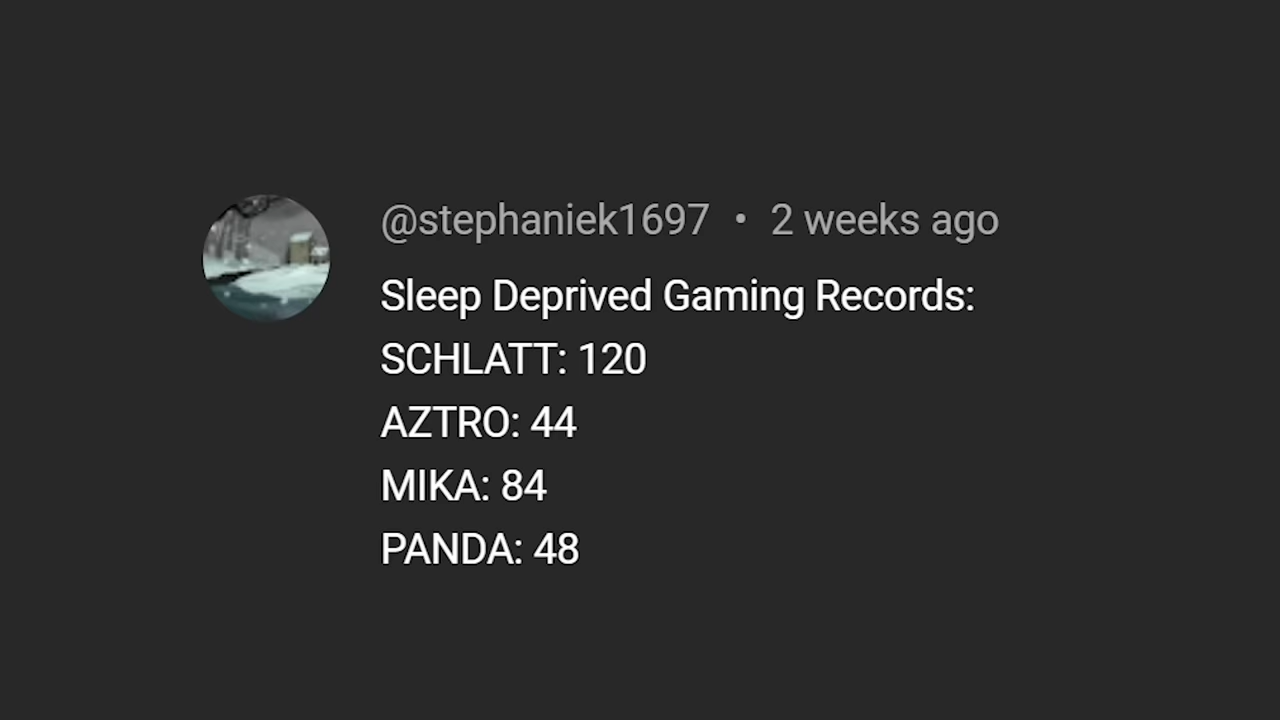 @stephaniek1697 • 2 weeks ago
Sleep Deprived Gaming Records:
SCHLATT: 120
AZTRO: 44
MIKA: 84
PANDA: 48